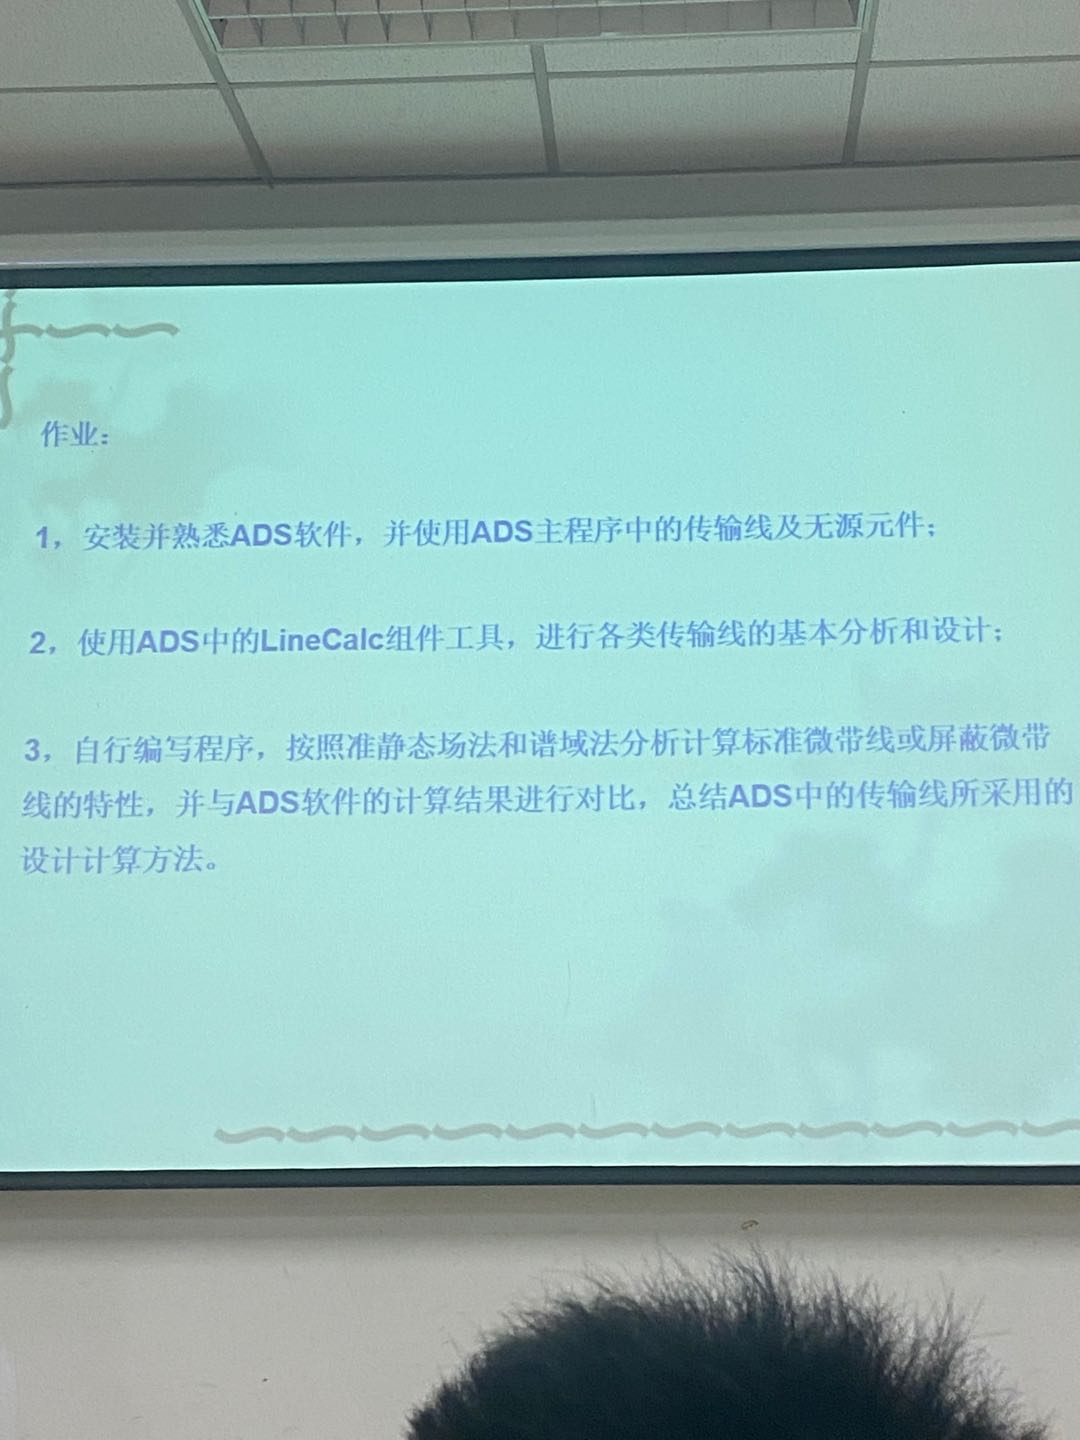 作业：
1，安装并熟悉ADS软件，并使用ADS主程序中的传输线及无源元件；
2，使用ADS中的LineCalc组件工具，进行各类传输线的基本分析和设计；
3，自行编写程序，按照准静态场法和谱域法分析计算标准微带线或屏蔽微带
线的特性，并与ADS软件的计算结果进行对比，总结ADS中的传输线所采用的
设计计算方法。